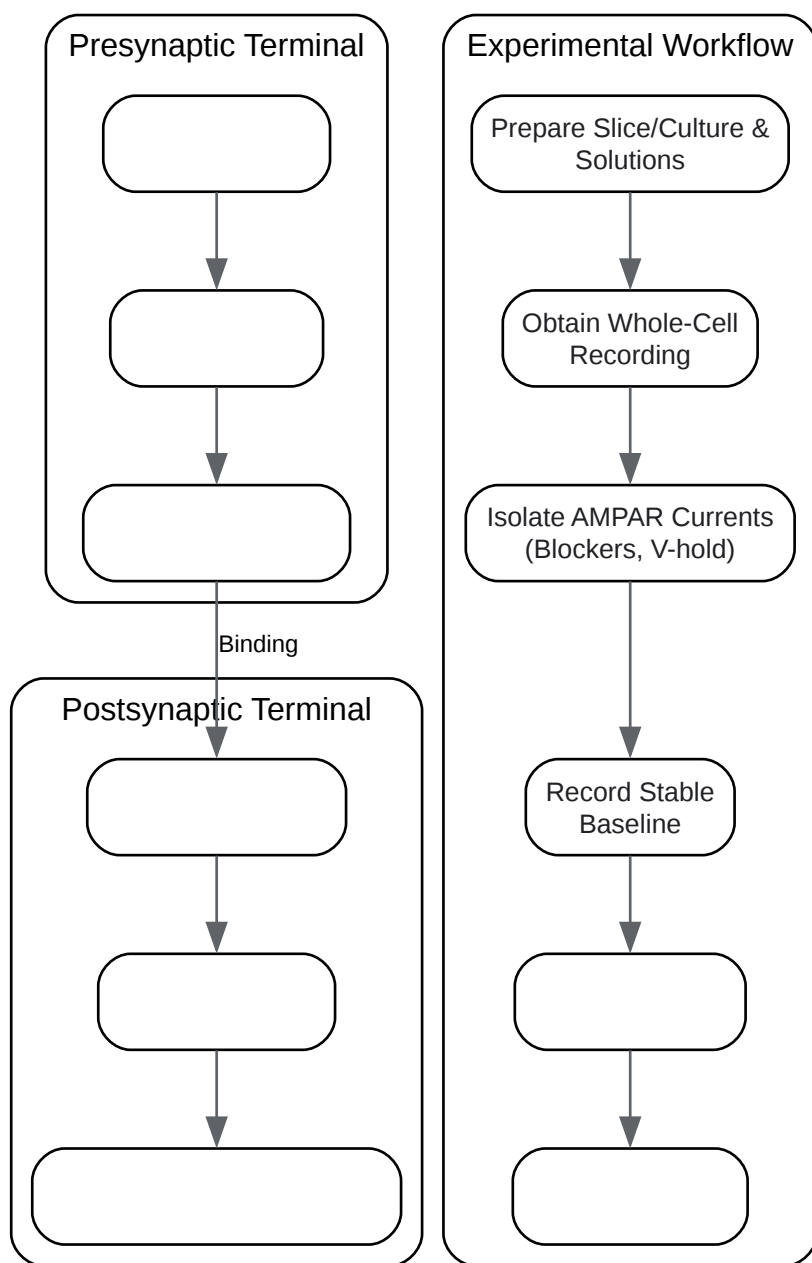 Presynaptic Terminal
Binding
Postsynaptic Terminal
Experimental Workflow
Prepare Slice/Culture &
Solutions
Obtain Whole-Cell
Recording
Isolate AMPAR Currents
(Blockers, V-hold)
Record Stable
Baseline